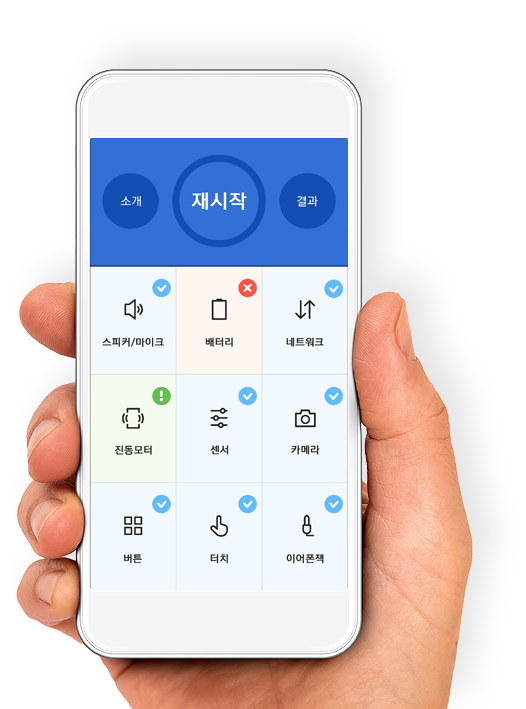 소개
재시작
결과
스피커/마이크
배터리
네트워크
진동모터
센서
카메라
버튼
터치
이어폰잭